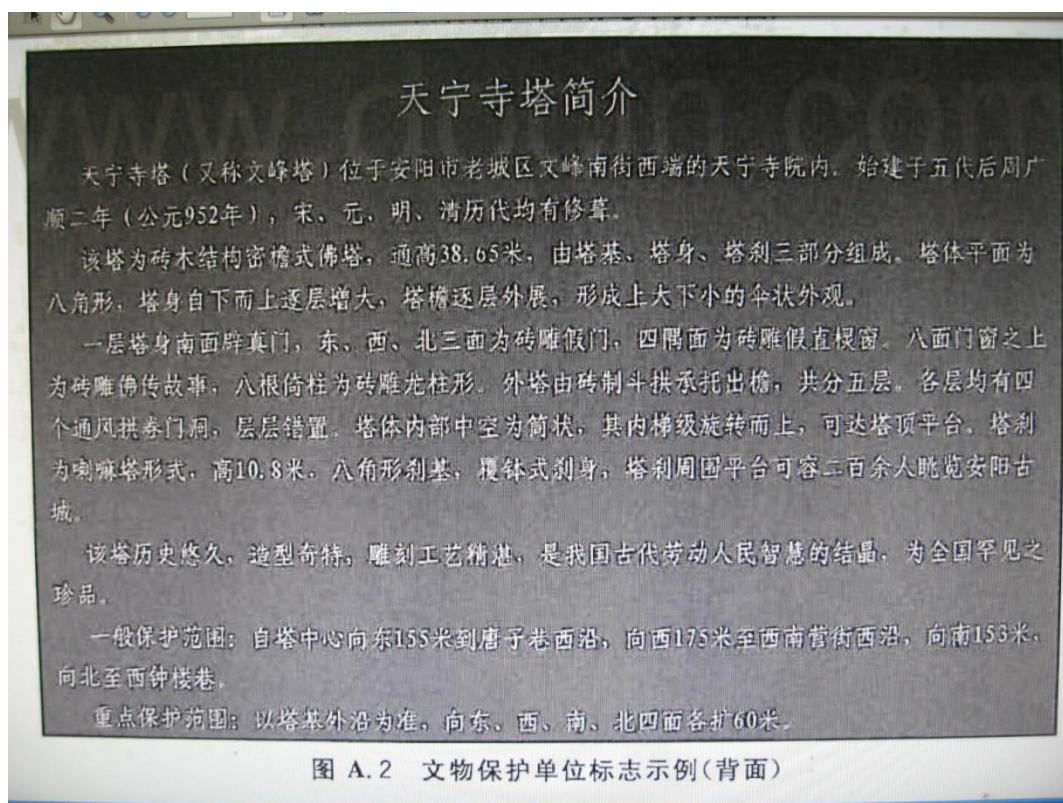 天宁寺塔简介
天宁寺塔(又称文峰塔)位于安阳市老城区文峰南街西端的天宁寺院内。始建于五代后周广
顺二年(公元952年),宋、元、明、清历代均有修葺。
该塔为砖木结构密檐式佛塔,通高38.65米,由塔基、塔身、塔刹三部分组成。塔体平面为
八角形,塔身自下而上逐层增大,塔檐逐层外展,形成上大下小的伞状外观。
一层塔身南面辟真门,东、西、北三面为砖雕假门,四隅面为砖雕假直棂窗。八面门窗之上
为砖雕佛传故事,八根倚柱为砖雕龙柱形。外塔由砖制斗拱承托出檐,共分五层。各层均有四
个通风拱券门洞,层层错置。塔体内部中空为筒状,其内梯级旋转而上,可达塔顶平台。塔刹
为喇嘛塔形式,高10.8米,八角形刹基,覆钵式刹身,塔刹周围平台可容二百余人眺览安阳古
城。
该塔历史悠久,造型奇特,雕刻工艺精湛,是我国古代劳动人民智慧的结晶,为全国罕见之
珍品。
一般保护范围:自塔中心向东155米到唐子巷西沿,向西175米至西南营街西沿,向南153米,
向北至西钟楼巷。
重点保护范围:以塔基外沿为准,向东、西、南、北四面各扩60米。
图 A.2 文物保护单位标志示例(背面)